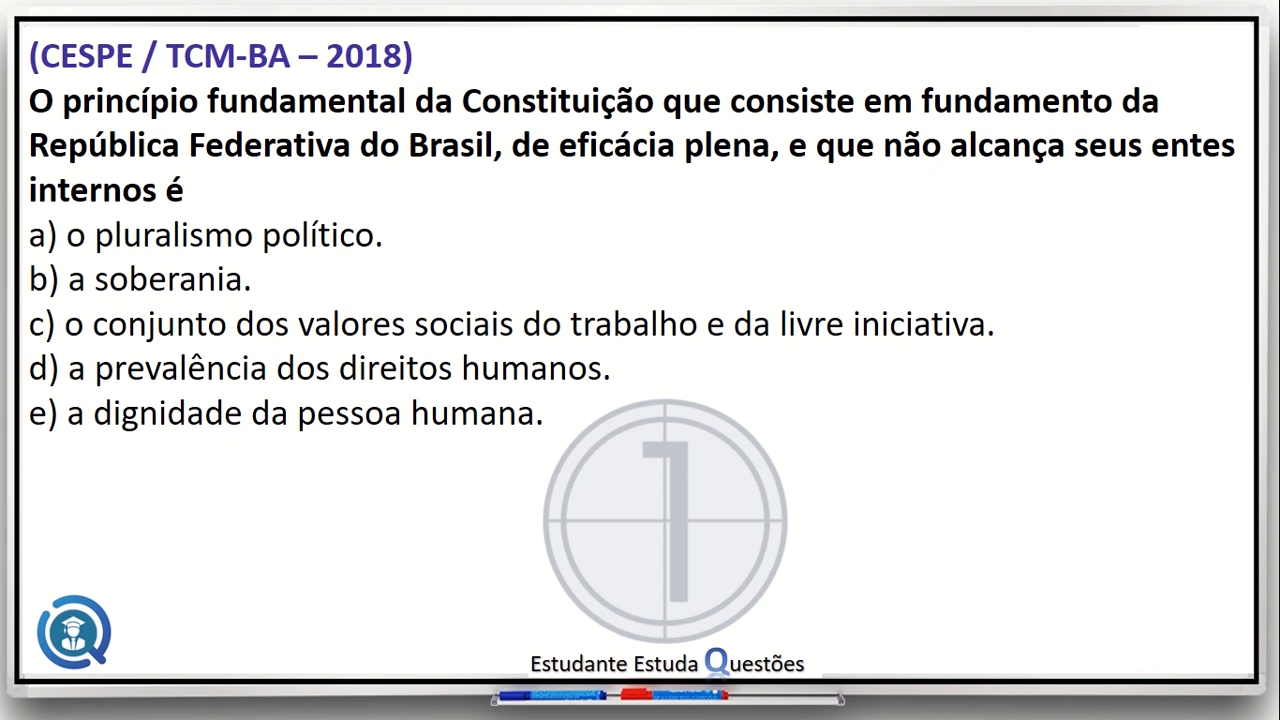 (CESPE / TCM-BA – 2018)
O princípio fundamental da Constituição que consiste em fundamento da
República Federativa do Brasil, de eficácia plena, e que não alcança seus entes
internos é
a) o pluralismo político.
b) a soberania.
c) o conjunto dos valores sociais do trabalho e da livre iniciativa.
d) a prevalência dos direitos humanos.
e) a dignidade da pessoa humana.
1
Estudante Estuda Questões